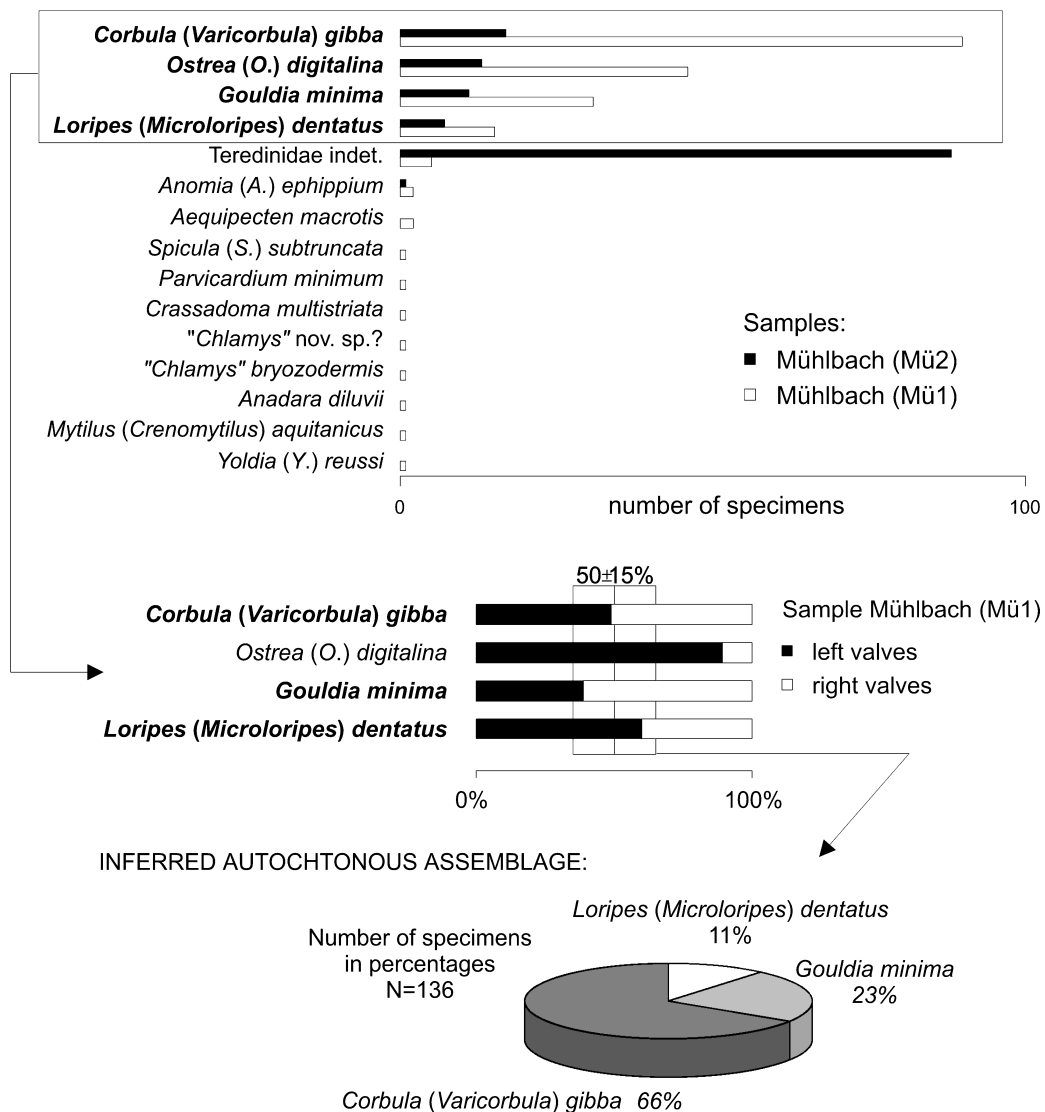 Corbula (Varicorbula) gibba
Ostrea (O.) digitalina
Gouldia minima
Loripes (Microloripes) dentatus
Teredinidae indet.
Anomia (A.) ephippium
Aequipecten macrotis
Spicula (S.) subtruncata
Parvicardium minimum
Crassadoma multistriata
"Chlamys" nov. sp.?
"Chlamys" bryozodermis
Anadara diluvii
Mytilus (Crenomytilus) aquitanicus
Yoldia (Y.) reussi
Samples:
Mühlbach (Mü2)
Mühlbach (Mü1)
0 number of specimens 100
50±15%
Corbula (Varicorbula) gibba
Ostrea (O.) digitalina
Gouldia minima
Loripes (Microloripes) dentatus
Sample Mühlbach (Mü1)
left valves
right valves
0% 100%
INFERRED AUTOCHTONOUS ASSEMBLAGE:
Number of specimens
in percentages
N=136
Loripes (Microloripes) dentatus
11%
Gouldia minima
23%
Corbula (Varicorbula) gibba 66%